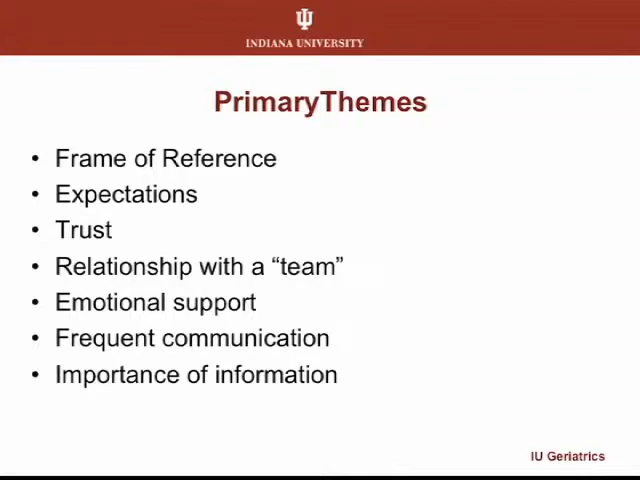 INDIANA UNIVERSITY
PrimaryThemes
• Frame of Reference
• Expectations
• Trust
• Relationship with a “team”
• Emotional support
• Frequent communication
• Importance of information
IU Geriatrics